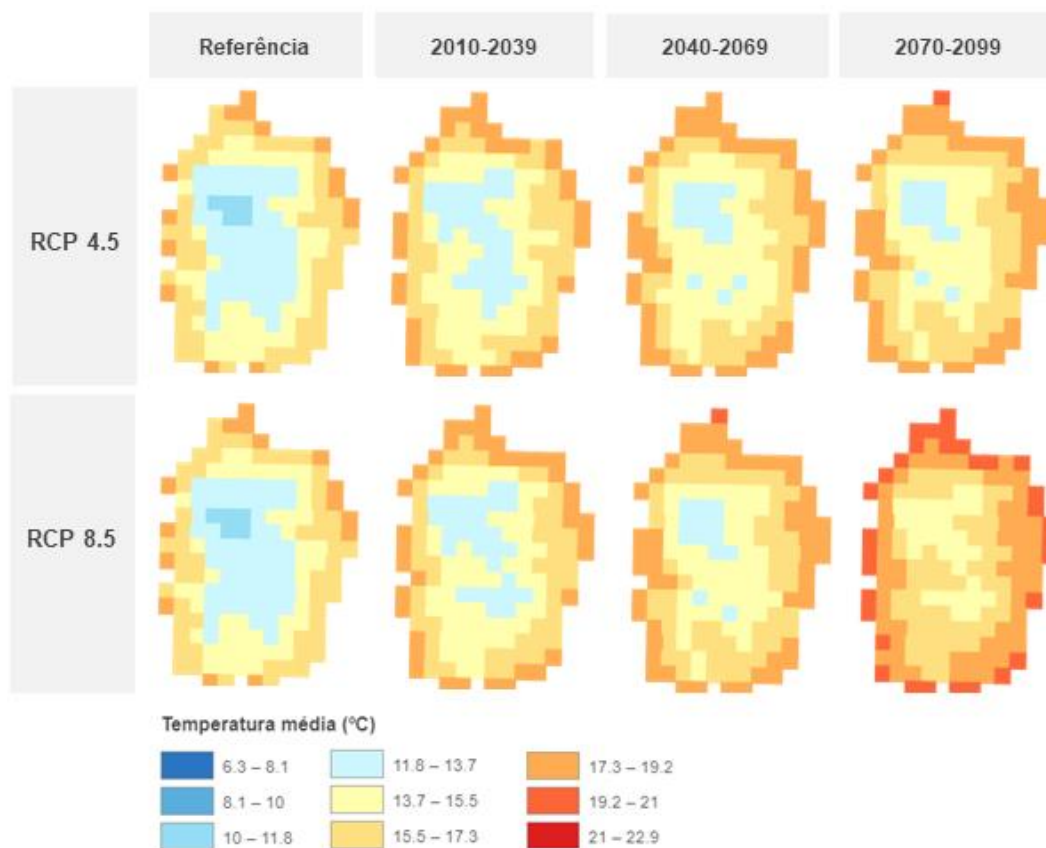 Referência 2010-2039 2040-2069 2070-2099
RCP 4.5
RCP 8.5
Temperatura média (ºC)
6.3 – 8.1 11.8 – 13.7 17.3 – 19.2
8.1 – 10 13.7 – 15.5 19.2 – 21
10 – 11.8 15.5 – 17.3 21 – 22.9